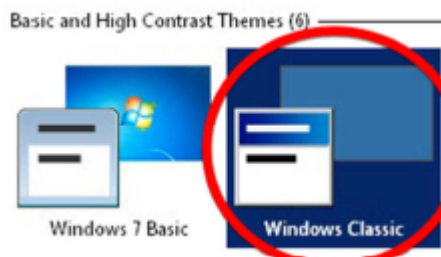 Basic and High Contrast Themes (6)
Windows 7 Basic
Windows Classic